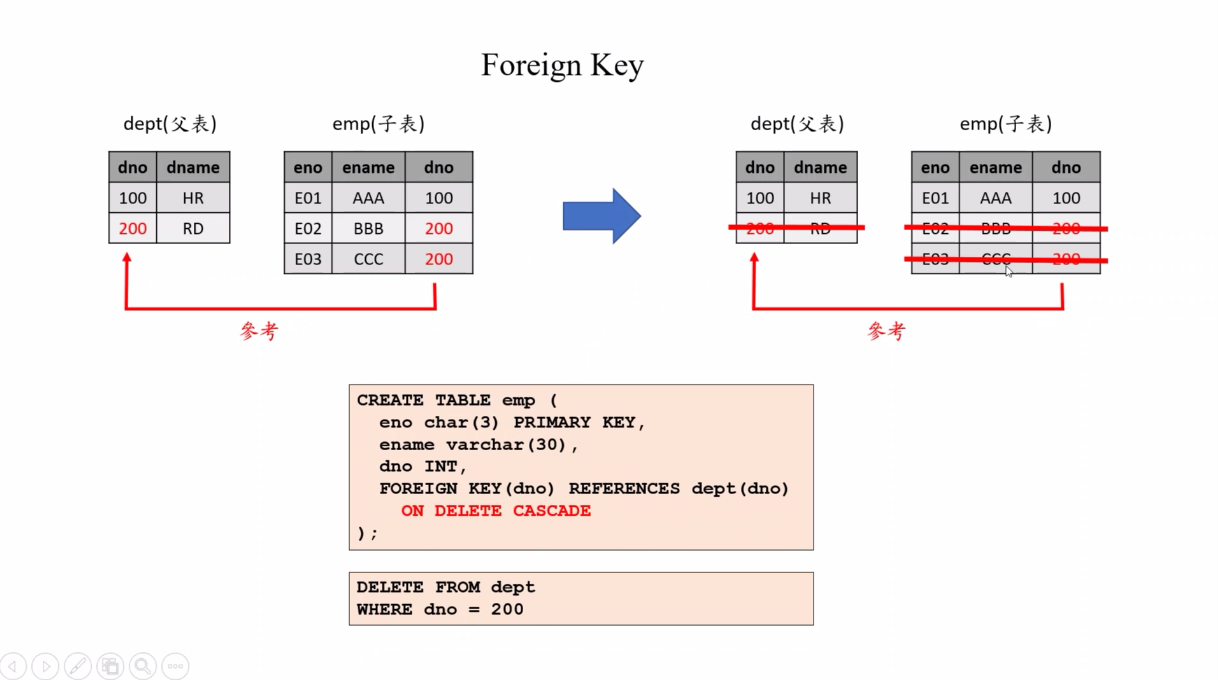 Foreign Key
dept(父表)
dno dname
100 HR
200 RD
emp(子表)
eno ename dno
E01 AAA 100
E02 BBB 200
E03 CCC 200
參考
dept(父表)
dno dname
100 HR
200 RD
emp(子表)
eno ename dno
E01 AAA 100
E02 BBB 200
E03 CCC 200
參考
CREATE TABLE emp (
eno char(3) PRIMARY KEY,
ename varchar(30),
dno INT,
FOREIGN KEY(dno) REFERENCES dept(dno)
ON DELETE CASCADE
);
DELETE FROM dept
WHERE dno = 200